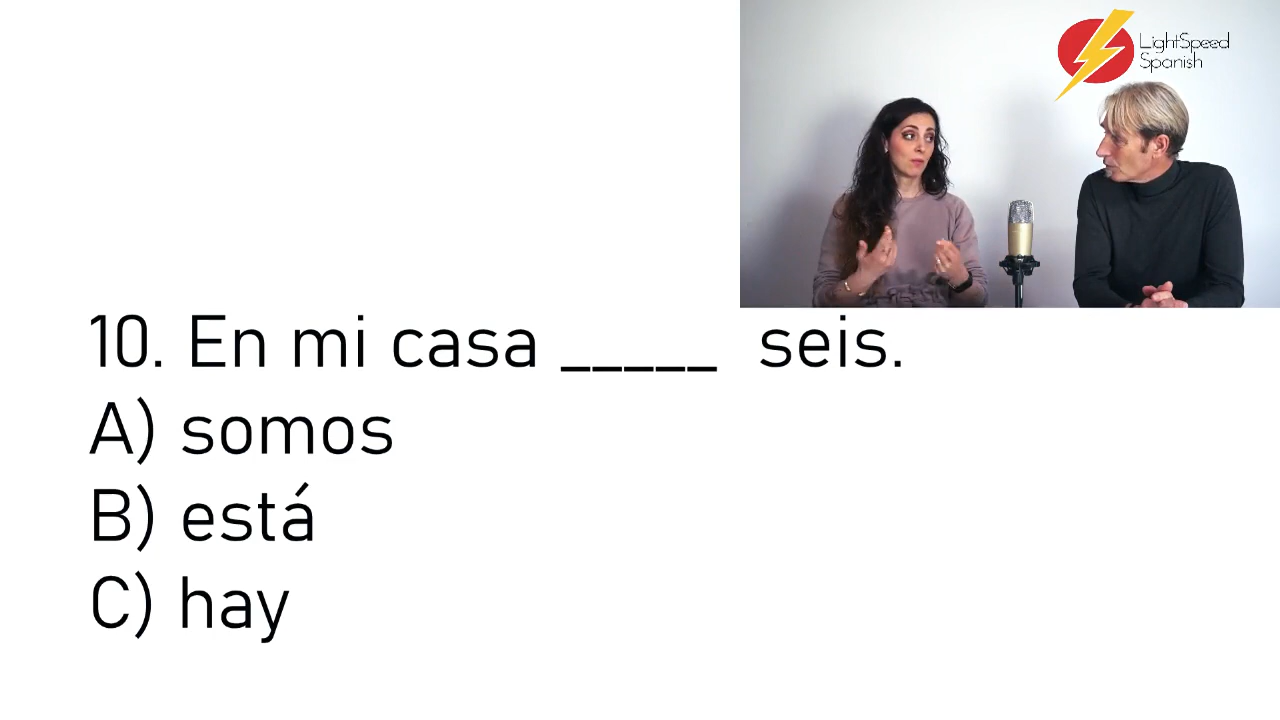 LightSpeed
Spanish
10. En mi casa _____ seis.
A) somos
B) está
C) hay